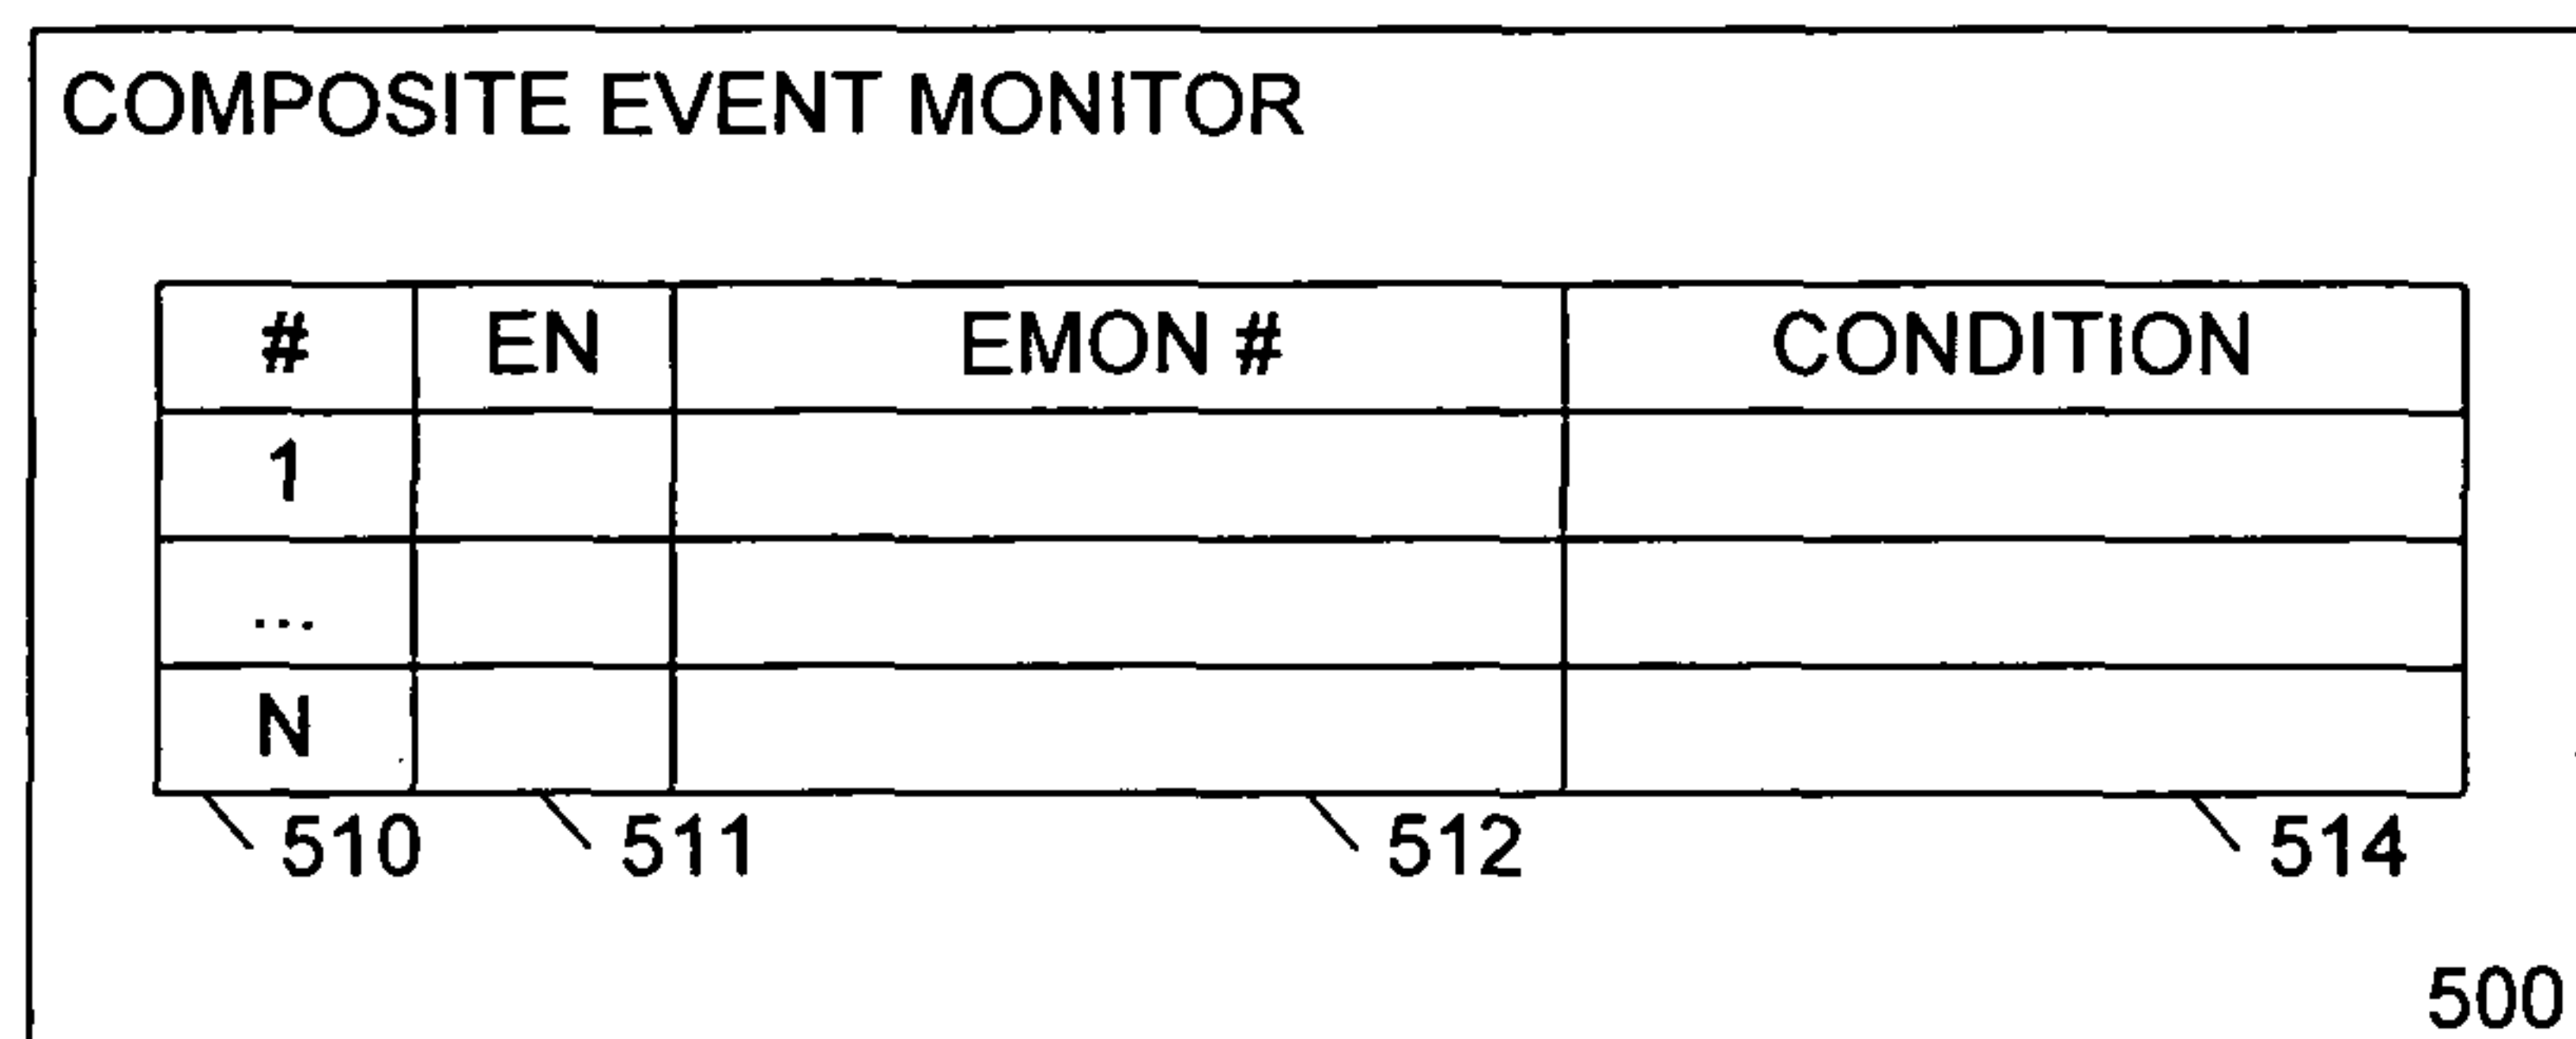 COMPOSITE EVENT MONITOR
# EN EMON # CONDITION
1
...
N
510 511 512 514
500